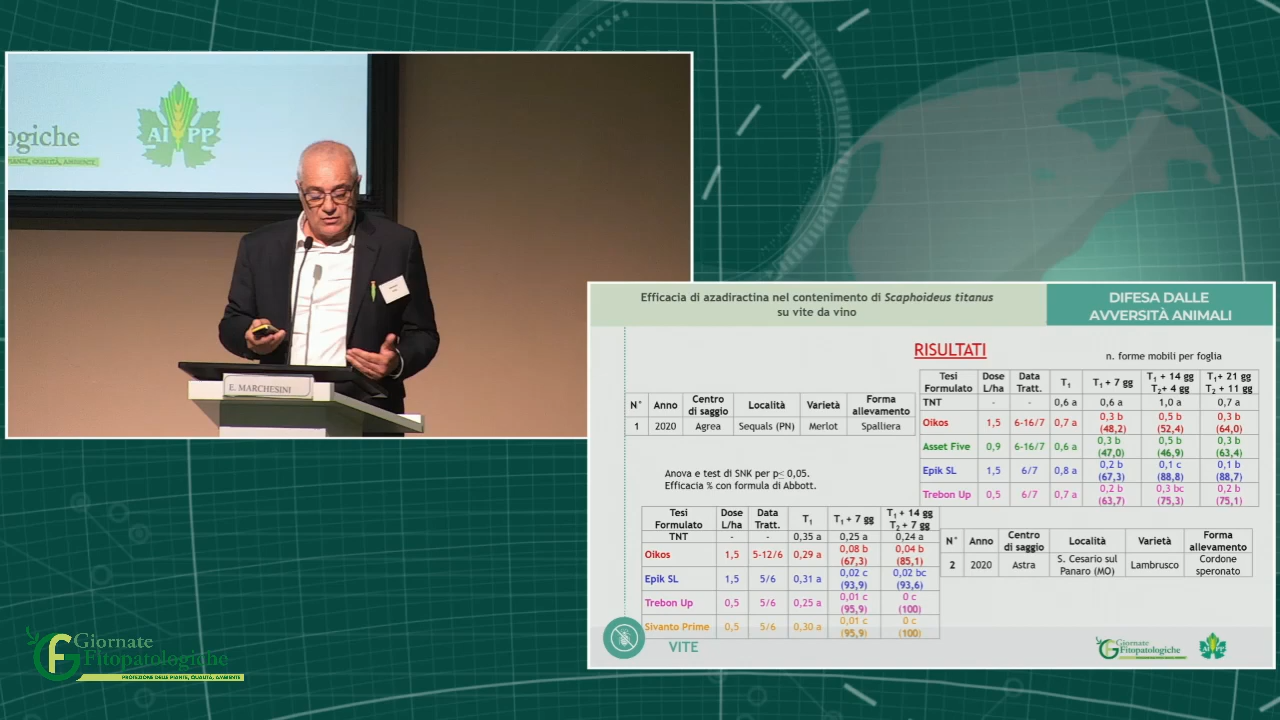 ogiche
PIANTE, QUALITÀ, AMBIENTE.
AIPP
E. MARCHESINI
Efficacia di azadiractina nel contenimento di Scaphoideus titanus
su vite da vino
DIFESA DALLE
AVVERSITÀ ANIMALI
RISULTATI
n. forme mobili per foglia
N° Anno Centro di saggio Località Varietà Forma allevamento
1 2020 Agrea Sequals (PN) Merlot Spalliera
Tesi Formulato Dose L/ha Data Tratt. T1 T1 + 7 gg T1 + 14 gg T2+ 4 gg T1+ 21 gg T2 + 11 gg
TNT - - 0,6 a 0,6 a 1,0 a 0,7 a
Oikos 1,5 6-16/7 0,7 a 0,3 b (48,2) 0,5 b (52,4) 0,3 b (64,0)
Asset Five 0,9 6-16/7 0,6 a 0,3 b (47,0) 0,5 b (46,9) 0,3 b (63,4)
Epik SL 1,5 6/7 0,8 a 0,2 b (67,3) 0,1 c (88,8) 0,1 b (88,7)
Trebon Up 0,5 6/7 0,7 a 0,2 b (63,7) 0,3 bc (75,3) 0,2 b (75,1)
Anova e test di SNK per p≤ 0,05.
Efficacia % con formula di Abbott.
Tesi Formulato Dose L/ha Data Tratt. T1 T1 + 7 gg T1 + 14 gg T2 + 7 gg
TNT - - 0,35 a 0,25 a 0,24 a
Oikos 1,5 5-12/6 0,29 a 0,08 b (67,3) 0,04 b (85,1)
Epik SL 1,5 5/6 0,31 a 0,02 c (93,9) 0,02 bc (93,6)
Trebon Up 0,5 5/6 0,25 a 0,01 c (95,9) 0 c (100)
Sivanto Prime 0,5 5/6 0,30 a 0,01 c (95,9) 0 c (100)
N° Anno Centro di saggio Località Varietà Forma allevamento
2 2020 Astra S. Cesario sul Panaro (MO) Lambrusco Cordone speronato
VITE
Giornate
Fitopatologiche
AIPP
GF
Giornate
Fitopatologiche
PROTEZIONE DELLE PIANTE, QUALITÀ, AMBIENTE